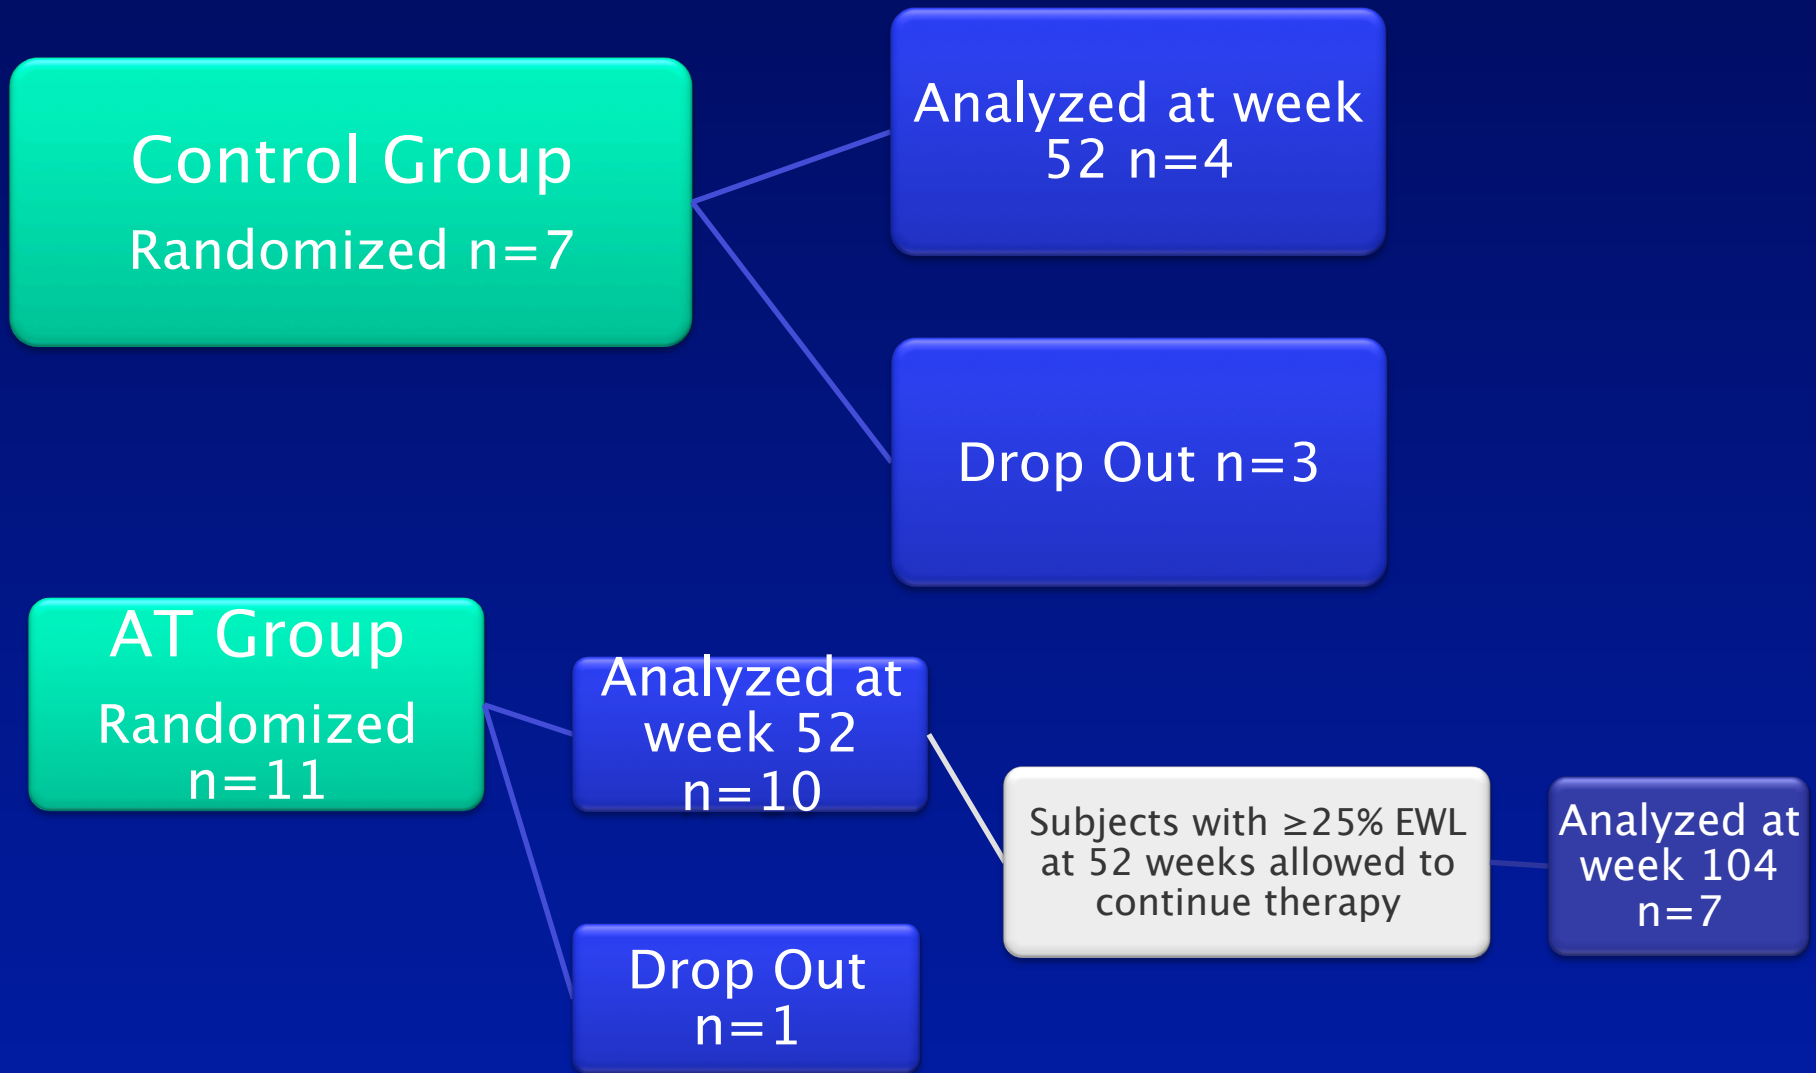 Control Group
Randomized n=7
Analyzed at week
52 n=4
Drop Out n=3
AT Group
Randomized
n=11
Analyzed at
week 52
n=10
Drop Out
n=1
Subjects with ≥25% EWL
at 52 weeks allowed to
continue therapy
Analyzed at
week 104
n=7